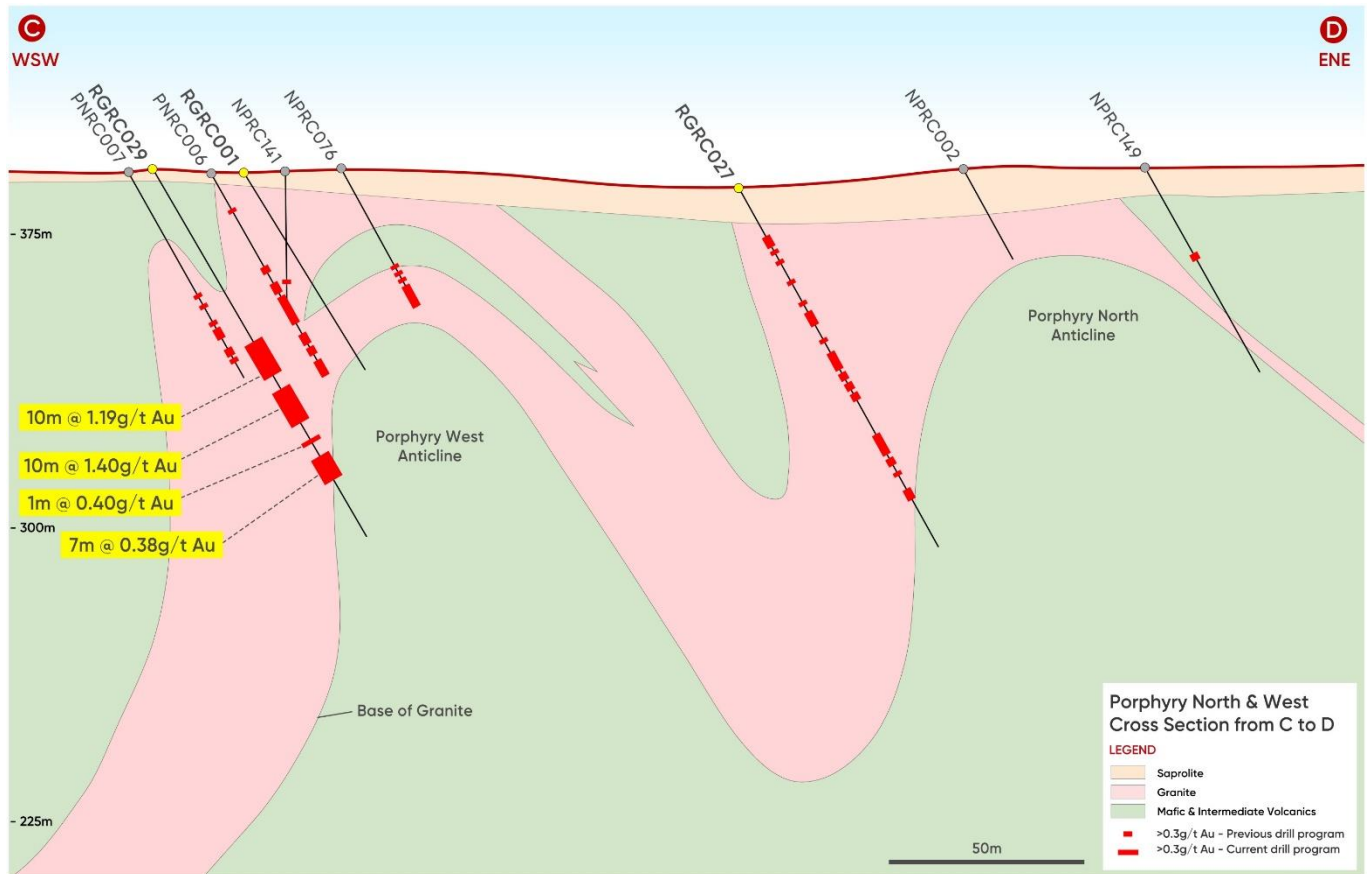 C
WSW
D
ENE
PNRC007
RGRC029
PNRC006
RGRC001
NPRC141
NPRC076
RGRC027
NPRC002
NPRC149
- 375m
Porphyry North
Anticline
10m @ 1.19g/t Au
Porphyry West
Anticline
10m @ 1.40g/t Au
1m @ 0.40g/t Au
- 300m
7m @ 0.38g/t Au
Base of Granite
- 225m
50m
Porphyry North & West
Cross Section from C to D
LEGEND
Saprolite
Granite
Mafic & Intermediate Volcanics
>0.3g/t Au - Previous drill program
>0.3g/t Au - Current drill program